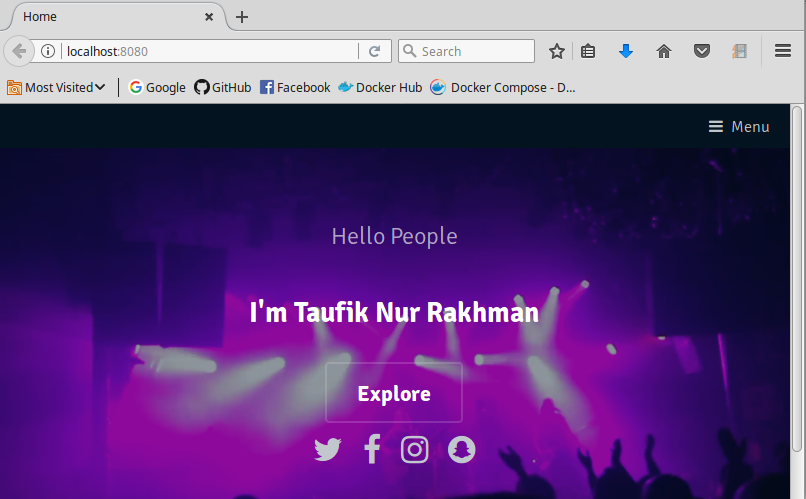 Home
localhost:8080
Search
Most Visited
Google
GitHub
Facebook
Docker Hub
Docker Compose - D...
Menu
Hello People
I'm Taufik Nur Rakhman
Explore